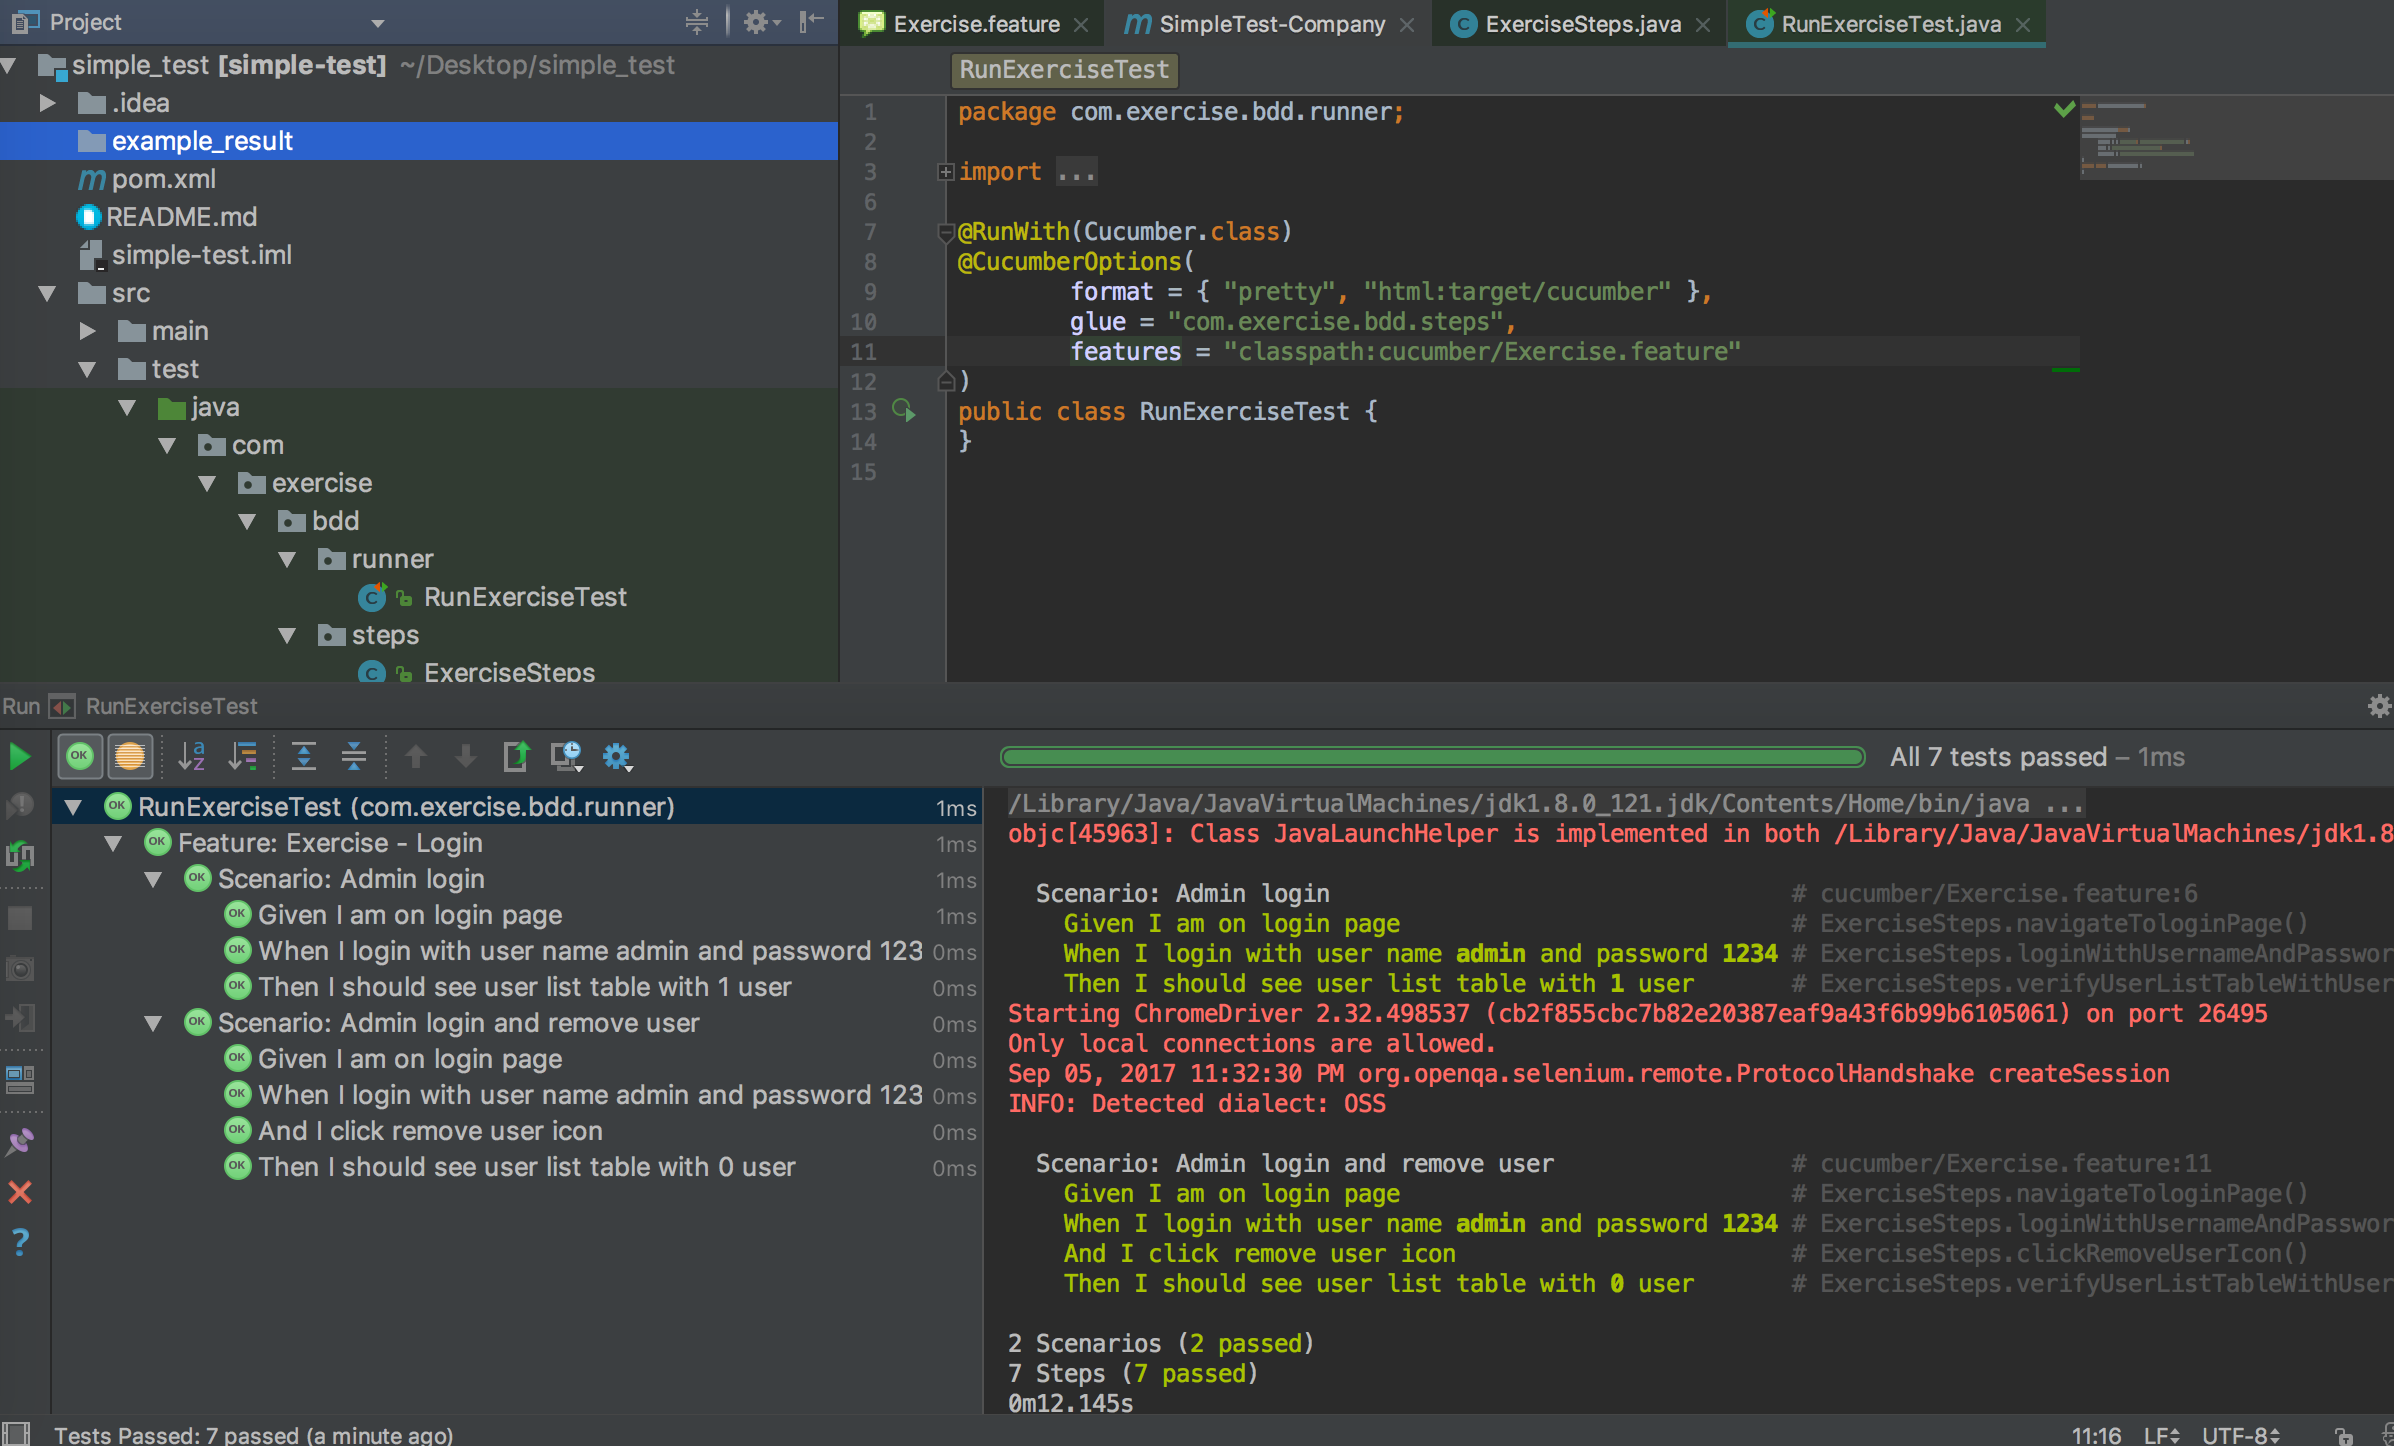 Project
simple_test [simple-test] ~/Desktop/simple_test
.idea
example_result
pom.xml
README.md
simple-test.iml
src
main
test
java
com
exercise
bdd
runner
RunExerciseTest
steps
ExerciseSteps
Exercise.feature
SimpleTest-Company
ExerciseSteps.java
RunExerciseTest.java
RunExerciseTest
1 package com.exercise.bdd.runner;
2
3 import ...
6
7 @RunWith(Cucumber.class)
8 @CucumberOptions(
9 format = { "pretty", "html:target/cucumber" },
10 glue = "com.exercise.bdd.steps",
11 features = "classpath:cucumber/Exercise.feature"
12 )
13 public class RunExerciseTest {
14 }
15
Run RunExerciseTest
All 7 tests passed – 1ms
RunExerciseTest (com.exercise.bdd.runner) 1ms
Feature: Exercise - Login 1ms
Scenario: Admin login 1ms
Given I am on login page 1ms
When I login with user name admin and password 123 0ms
Then I should see user list table with 1 user 0ms
Scenario: Admin login and remove user 0ms
Given I am on login page 0ms
When I login with user name admin and password 123 0ms
And I click remove user icon 0ms
Then I should see user list table with 0 user 0ms
/Library/Java/JavaVirtualMachines/jdk1.8.0_121.jdk/Contents/Home/bin/java ...
objc[45963]: Class JavaLaunchHelper is implemented in both /Library/Java/JavaVirtualMachines/jdk1.8
Scenario: Admin login # cucumber/Exercise.feature:6
Given I am on login page # ExerciseSteps.navigateTologinPage()
When I login with user name admin and password 1234 # ExerciseSteps.loginWithUsernameAndPasswor
Then I should see user list table with 1 user # ExerciseSteps.verifyUserListTableWithUser
Starting ChromeDriver 2.32.498537 (cb2f855cbc7b82e20387eaf9a43f6b99b6105061) on port 26495
Only local connections are allowed.
Sep 05, 2017 11:32:30 PM org.openqa.selenium.remote.ProtocolHandshake createSession
INFO: Detected dialect: OSS
Scenario: Admin login and remove user # cucumber/Exercise.feature:11
Given I am on login page # ExerciseSteps.navigateTologinPage()
When I login with user name admin and password 1234 # ExerciseSteps.loginWithUsernameAndPasswor
And I click remove user icon # ExerciseSteps.clickRemoveUserIcon()
Then I should see user list table with 0 user # ExerciseSteps.verifyUserListTableWithUser
2 Scenarios (2 passed)
7 Steps (7 passed)
0m12.145s
Tests Passed: 7 passed (a minute ago)
11:16 LF UTF-8